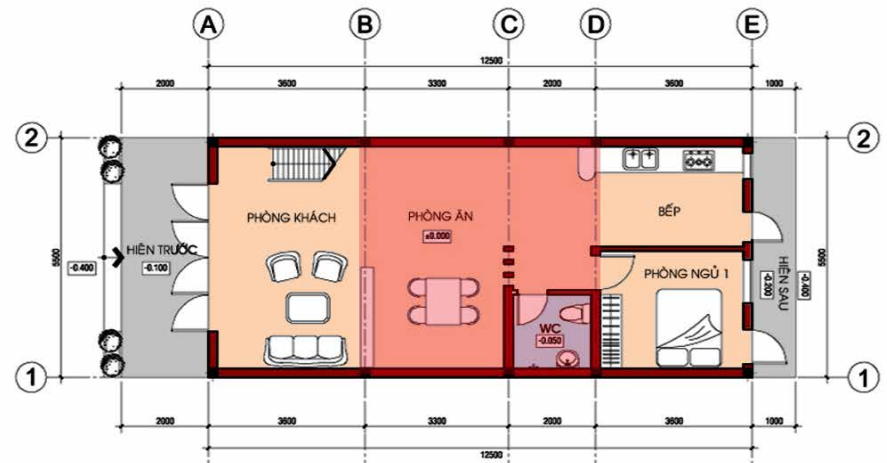 A B C D E
12500
2000 3600 3300 2000 3600 1000
2 2
PHÒNG KHÁCH PHÒNG ĂN BẾP
±0.000
5500 5500
HIÊN TRƯỚC
-0.400 -0.100
PHÒNG NGỦ 1
HIÊN SAU
-0.200 -0.400
WC
-0.050
1 1
2000 3600 3300 2000 3600 1000
12500